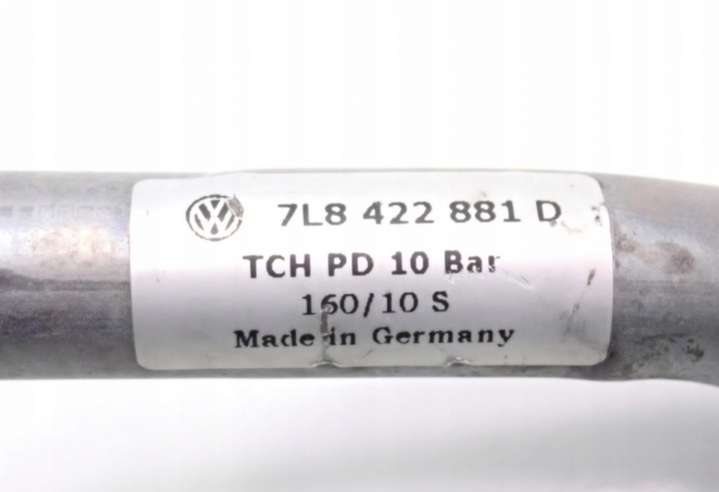 7L8 422 881 D
TCH PD 10 Bar
160/10 S
Made in Germany